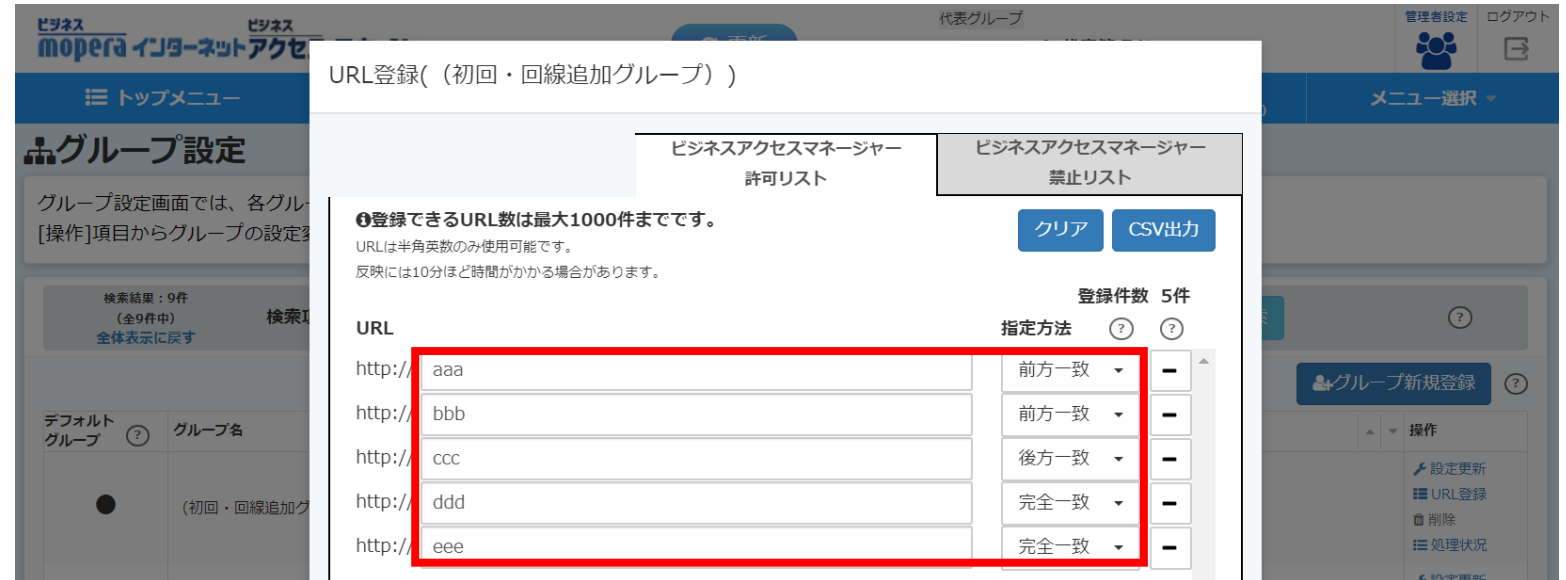 ビジネス
mopera インターネット
ビジネス
アクセ
更新
代表グループ
管理者設定
ログアウト
トップメニュー
メニュー選択
グループ設定
グループ設定画面では、各グルー
[操作]項目からグループの設定変
検索結果：9件
(全9件中)
全体表示に戻す
検索項
グループ新規登録
デフォルト
グループ
グループ名
操作
(初回・回線追加グ
設定更新
URL登録
削除
処理状況
設定更新
URL登録(（初回・回線追加グループ）)
ビジネスアクセスマネージャー
許可リスト
ビジネスアクセスマネージャー
禁止リスト
登録できるURL数は最大1000件までです。
クリア
CSV出力
URLは半角英数のみ使用可能です。
反映には10分ほど時間がかかる場合があります。
登録件数 5件
URL 指定方法 ? ?
http:// aaa 前方一致
http:// bbb 前方一致
http:// ccc 後方一致
http:// ddd 完全一致
http:// eee 完全一致